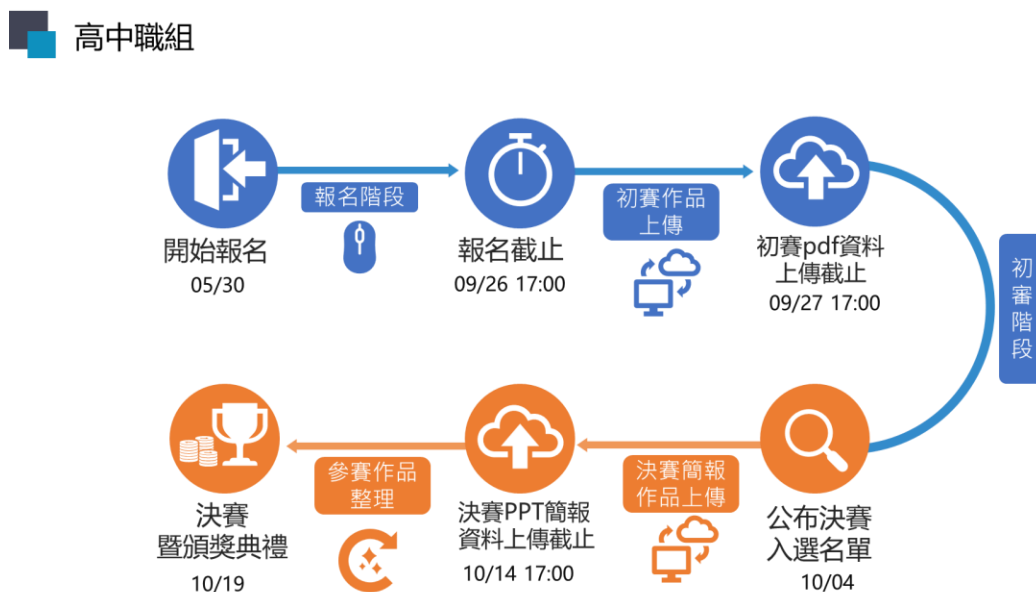 高中職組
報名階段
開始報名
05/30
報名截止
09/26 17:00
初賽作品
上傳
初賽pdf資料
上傳截止
09/27 17:00
初審階段
公布決賽
入選名單
10/04
決賽簡報
作品上傳
決賽PPT簡報
資料上傳截止
10/14 17:00
參賽作品
整理
決賽
暨頒獎典禮
10/19